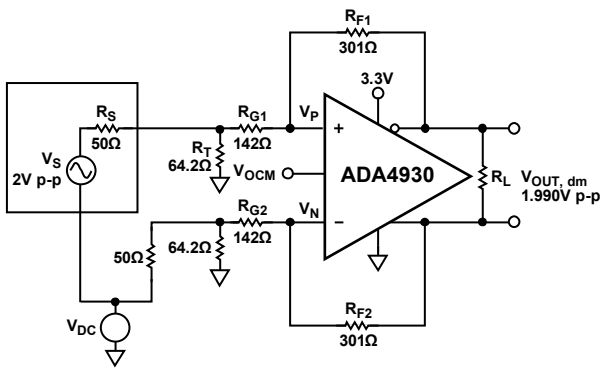 RF1
301Ω
3.3V
RS
50Ω
RG1
142Ω
VP
+
RT
64.2Ω
VS
2V p-p
VOCM
ADA4930
RL
VOUT, dm
1.990V p-p
RG2
142Ω
VN
−
50Ω
64.2Ω
VDC
RF2
301Ω